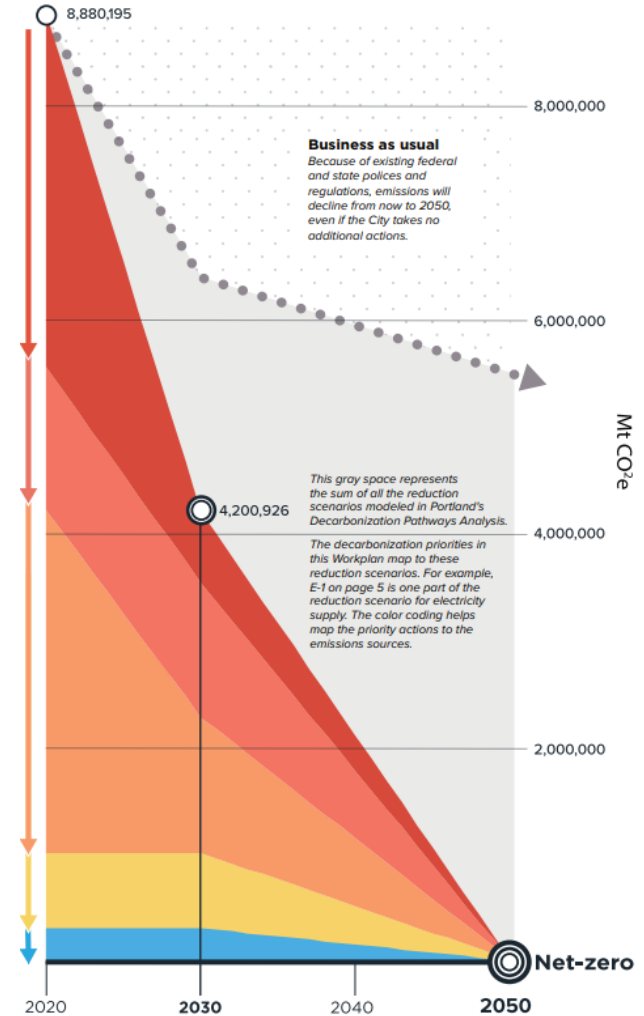 8,880,195
8,000,000
Business as usual
Because of existing federal
and state polices and
regulations, emissions will
decline from now to 2050,
even if the City takes no
additional actions.
6,000,000
Mt CO²e
This gray space represents
the sum of all the reduction
scenarios modeled in Portland's
Decarbonization Pathways Analysis.
4,200,926
4,000,000
The decarbonization priorities in
this Workplan map to these
reduction scenarios. For example,
E-1 on page 5 is one part of the
reduction scenario for electricity
supply. The color coding helps
map the priority actions to the
emissions sources.
2,000,000
Net-zero
2020
2030
2040
2050